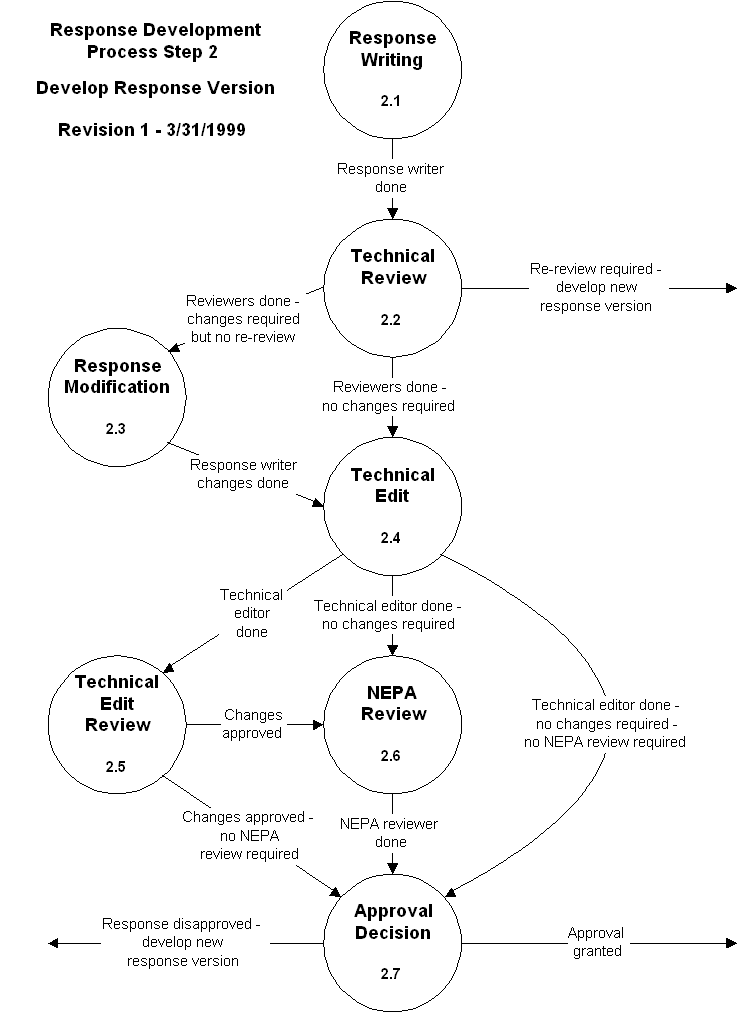 Response Development
Process Step 2
Develop Response Version
Revision 1 - 3/31/1999
Response
Writing
2.1
Response writer
done
Technical
Review
2.2
Re-review required -
develop new
response version
Reviewers done -
changes required
but no re-review
Response
Modification
2.3
Reviewers done -
no changes required
Response writer
changes done
Technical
Edit
2.4
Technical
editor
done
Technical editor done -
no changes required
Technical editor done -
no changes required -
no NEPA review required
Technical
Edit
Review
2.5
Changes
approved
NEPA
Review
2.6
Changes approved -
no NEPA
review required
NEPA reviewer
done
Approval
Decision
2.7
Response disapproved -
develop new
response version
Approval
granted